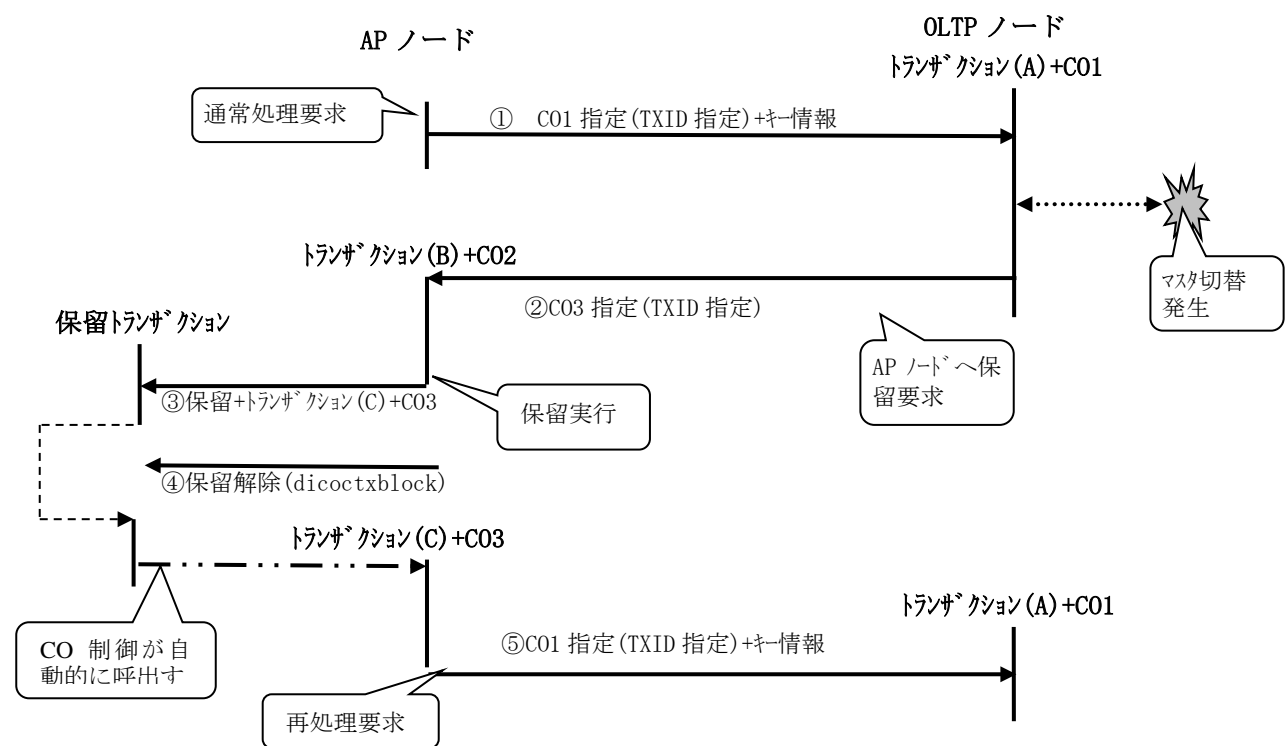 AP ノード
OLTP ノード
トランザクション(A)+CO1
通常処理要求
① CO1 指定(TXID 指定)+キー情報
トランザクション(B)+CO2
マスタ切替
発生
②CO3 指定(TXID 指定)
保留トランザクション
AP ノードへ保
留要求
③保留+トランザクション(C)+CO3
保留実行
④保留解除(dicoctxblock)
トランザクション(C)+CO3
トランザクション(A)+CO1
CO 制御が自
動的に呼出す
⑤CO1 指定(TXID 指定)+キー情報
再処理要求